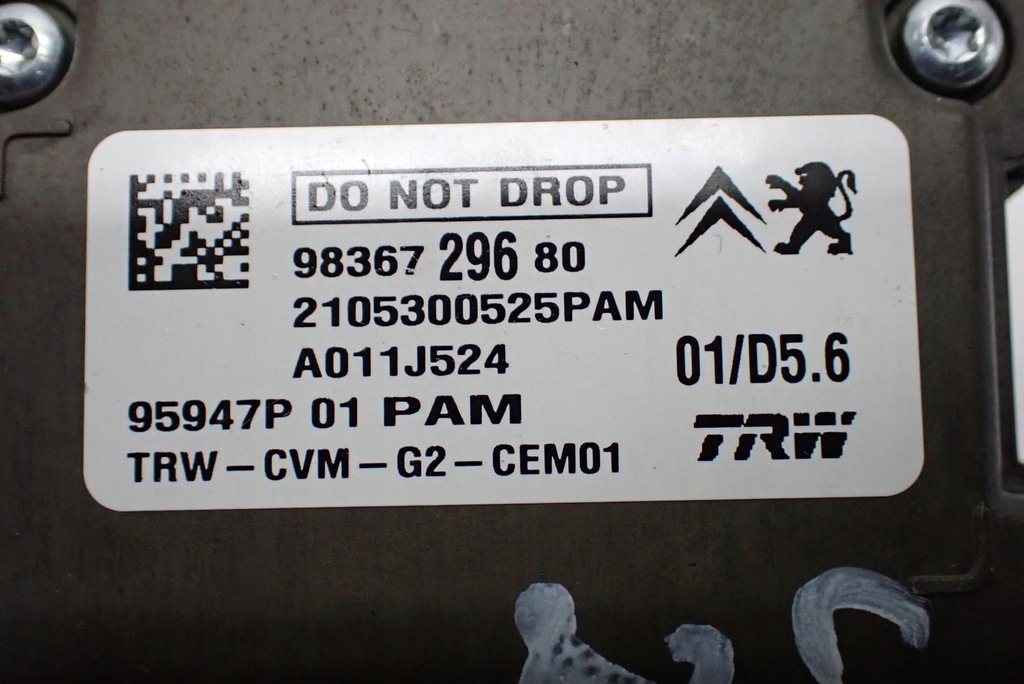 DO NOT DROP
98367 296 80
2105300525PAM
A011J524
01/D5.6
95947P 01 PAM
TRW
TRW-CVM-G2-CEM01